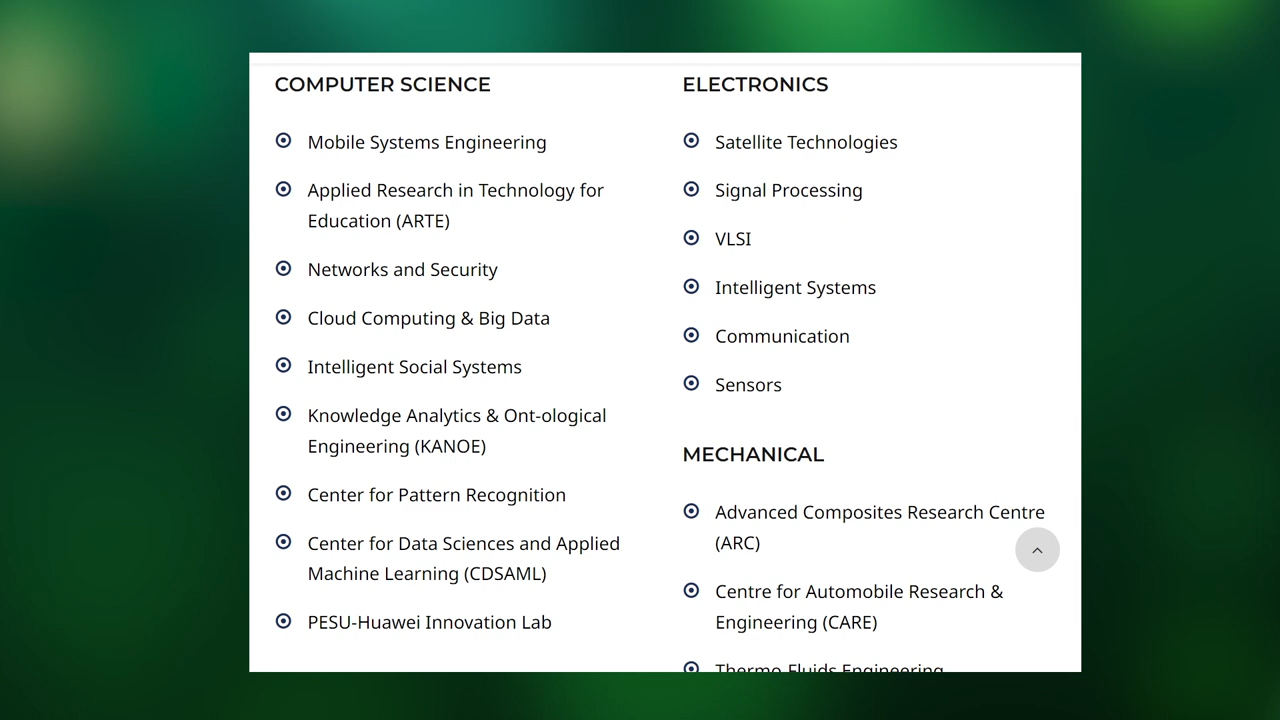 COMPUTER SCIENCE
Mobile Systems Engineering
Applied Research in Technology for
Education (ARTE)
Networks and Security
Cloud Computing & Big Data
Intelligent Social Systems
Knowledge Analytics & Ont-ological
Engineering (KANOE)
Center for Pattern Recognition
Center for Data Sciences and Applied
Machine Learning (CDSAML)
PESU-Huawei Innovation Lab
ELECTRONICS
Satellite Technologies
Signal Processing
VLSI
Intelligent Systems
Communication
Sensors
MECHANICAL
Advanced Composites Research Centre
(ARC)
Centre for Automobile Research &
Engineering (CARE)
Thermo-Fluids Engineering